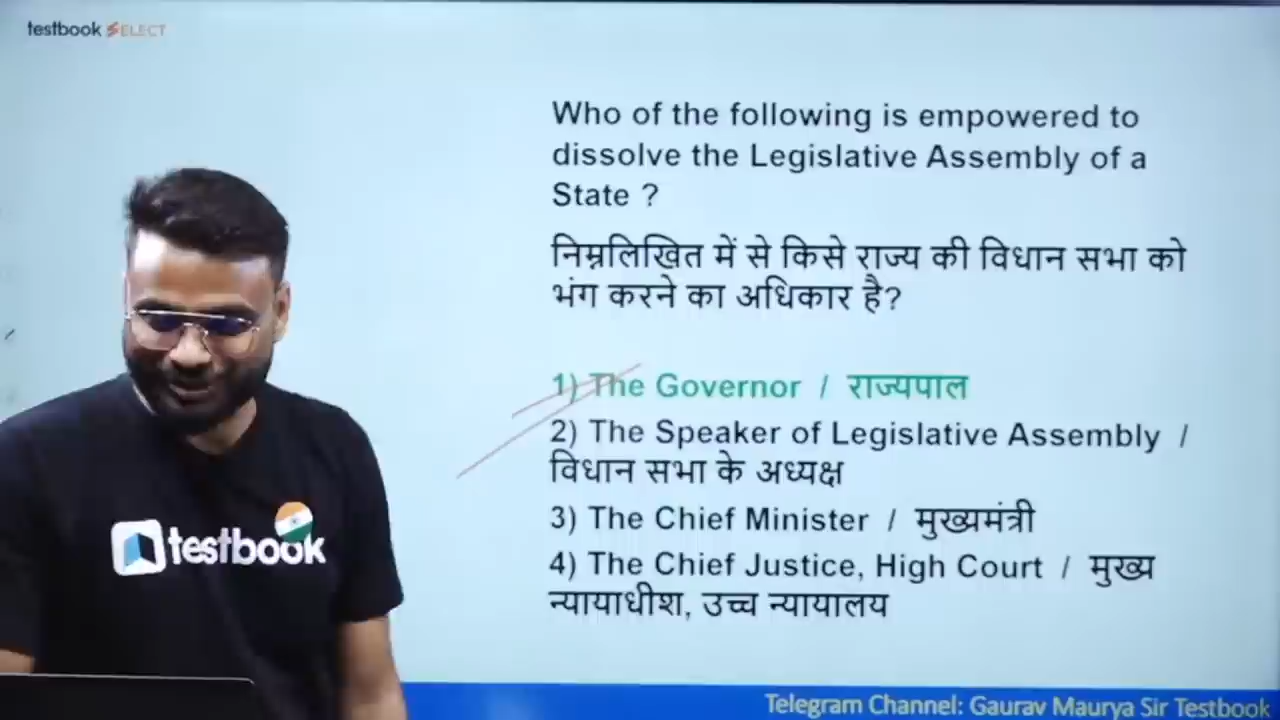 testbook SELECT
Who of the following is empowered to
dissolve the Legislative Assembly of a
State ?
निम्नलिखित में से किसे राज्य की विधान सभा को
भंग करने का अधिकार है?
1) The Governor / राज्यपाल
2) The Speaker of Legislative Assembly /
विधान सभा के अध्यक्ष
3) The Chief Minister / मुख्यमंत्री
4) The Chief Justice, High Court / मुख्य
न्यायाधीश, उच्च न्यायालय
testbook
Telegram Channel: Gaurav Maurya Sir Testbook